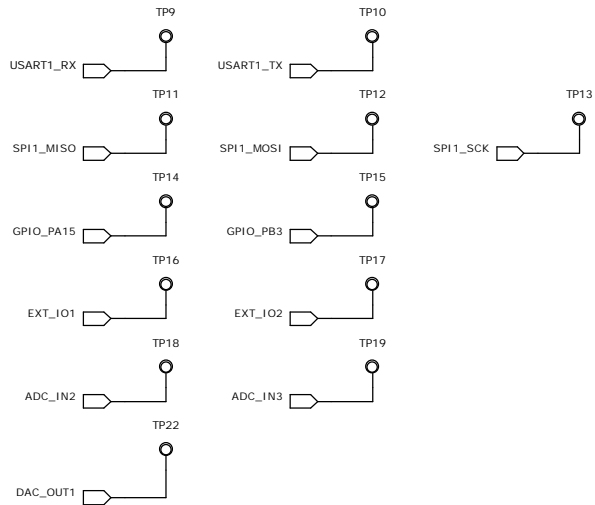 TP9 TP10
USART1_RX USART1_TX
TP11 TP12 TP13
SPI1_MISO SPI1_MOSI SPI1_SCK
TP14 TP15
GPIO_PA15 GPIO_PB3
TP16 TP17
EXT_IO1 EXT_IO2
TP18 TP19
ADC_IN2 ADC_IN3
TP22
DAC_OUT1